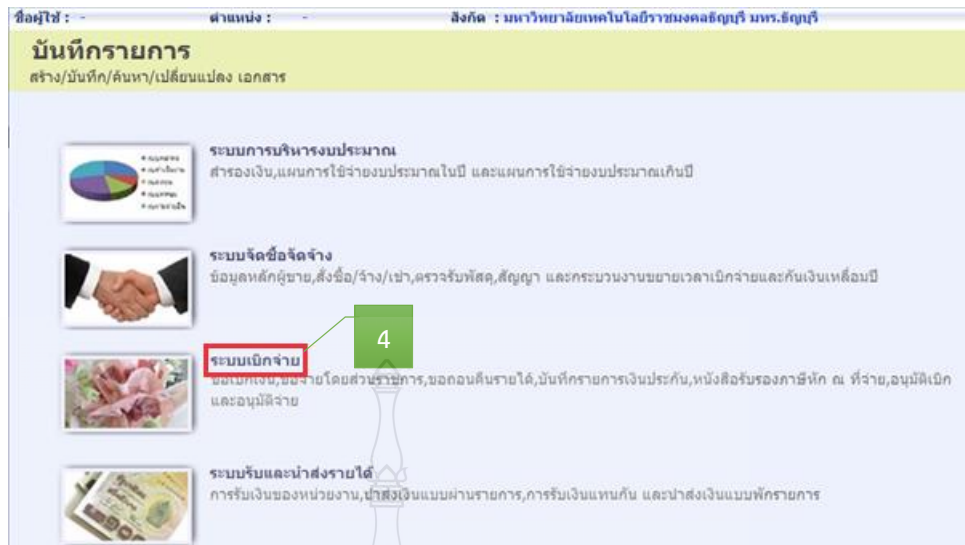 ชื่อผู้ใช้ : - ตำแหน่ง : - สังกัด : มหาวิทยาลัยเทคโนโลยีราชมงคลธัญบุรี มทร.ธัญบุรี
บันทึกรายการ
สร้าง/บันทึก/ค้นหา/เปลี่ยนแปลง เอกสาร
ระบบการบริหารงบประมาณ
สำรองเงิน,แผนการใช้จ่ายงบประมาณในปี และแผนการใช้จ่ายงบประมาณเกินปี
ระบบจัดซื้อจัดจ้าง
ข้อมูลหลักผู้ขาย,สั่งซื้อ/จ้าง/เช่า,ตรวจรับพัสดุ,สัญญา และกระบวนงานขยายเวลาเบิกจ่ายและกันเงินเหลื่อมปี
4
ระบบเบิกจ่าย
ขอเบิกเงิน,ขอจ่ายโดยส่วนราชการ,ขอถอนคืนรายได้,บันทึกรายการเงินประกัน,หนังสือรับรองภาษีหัก ณ ที่จ่าย,อนุมัติเบิก
และอนุมัติจ่าย
ระบบรับและนำส่งรายได้
การรับเงินของหน่วยงาน,นำส่งเงินแบบผ่านรายการ,การรับเงินแทนกัน และนำส่งเงินแบบพักรายการ